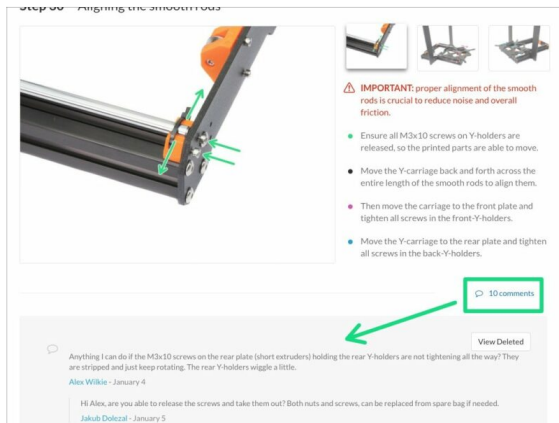 Step 30 – Aligning the smooth rods
IMPORTANT: proper alignment of the smooth
rods is crucial to reduce noise and overall
friction.
Ensure all M3x10 screws on Y-holders are
released, so the printed parts are able to move.
Move the Y-carriage back and forth across the
entire length of the smooth rods to align them.
Then move the carriage to the front plate and
tighten all screws in the front-Y-holders.
Move the Y-carriage to the rear plate and tighten
all screws in the back-Y-holders.
10 comments
View Deleted
Anything I can do if the M3x10 screws on the rear plate (short extruders) holding the rear Y-holders are not tightening all the way? They
are stripped and just keep rotating. The rear Y-holders wiggle a little.
Alex Wilkie - January 4
Hi Alex, are you able to release the screws and take them out? Both nuts and screws, can be replaced from spare bag if needed.
Jakub Dolezal - January 5